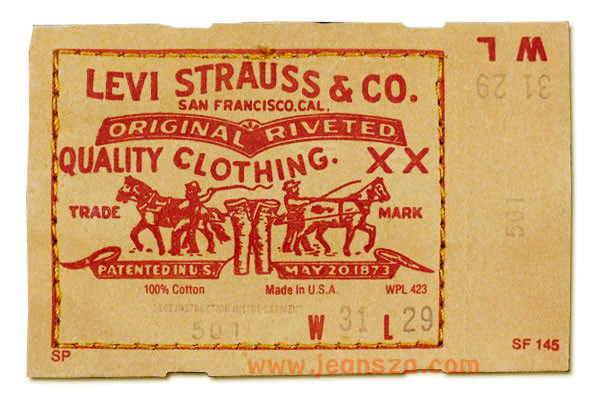 LEVI STRAUSS & CO.
SAN FRANCISCO, CAL.
ORIGINAL RIVETED
QUALITY CLOTHING. XX
TRADE MARK
PATENTED IN U.S. MAY 20 1873
100% Cotton Made in U.S.A. WPL 423
501
W 31 L 29
SP
SF 145
www.jeansza.com
W L
31 29
501